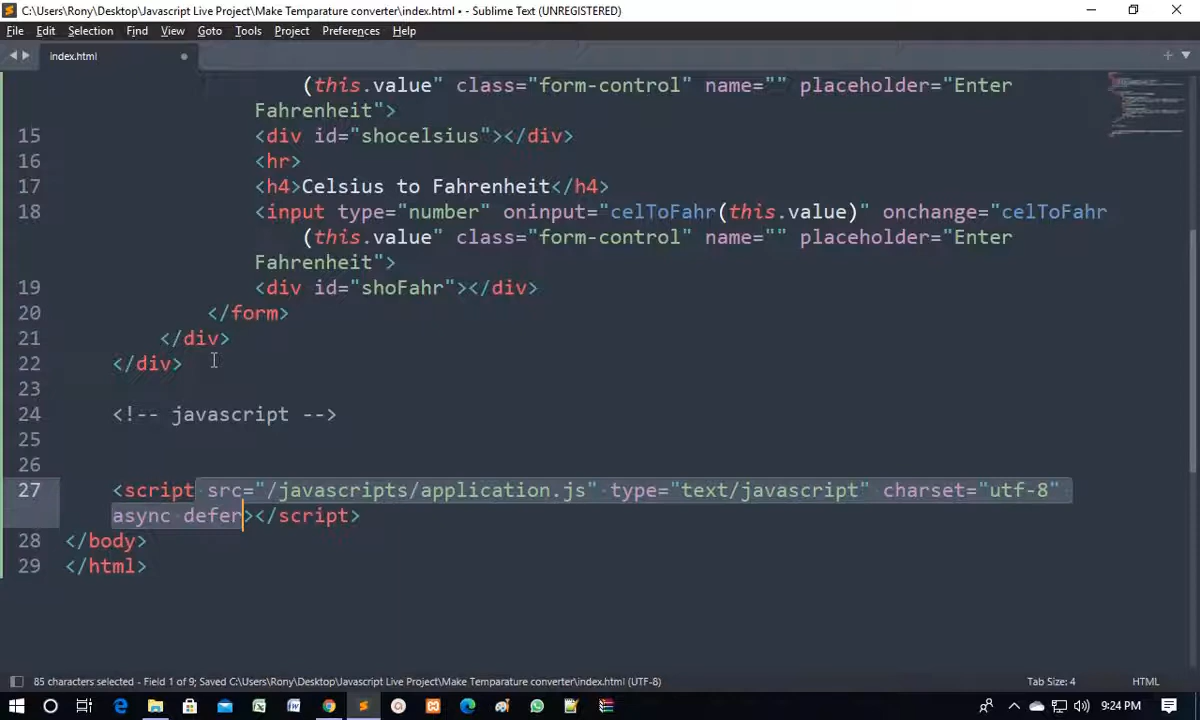 C:\Users\Rony\Desktop\Javascript Live Project\Make Temparature converter\index.html • - Sublime Text (UNREGISTERED)
File Edit Selection Find View Goto Tools Project Preferences Help
index.html
(this.value" class="form-control" name="" placeholder="Enter
Fahrenheit">
15 <div id="shocelsius"></div>
16 <hr>
17 <h4>Celsius to Fahrenheit</h4>
18 <input type="number" oninput="celToFahr(this.value)" onchange="celToFahr
(this.value" class="form-control" name="" placeholder="Enter
Fahrenheit">
19 <div id="shoFahr"></div>
20 </form>
21 </div>
22 </div>
23
24 <!-- javascript -->
25
26
27 <script src="/javascripts/application.js" type="text/javascript" charset="utf-8"
async defer></script>
28 </body>
29 </html>
85 characters selected - Field 1 of 9; Saved C:\Users\Rony\Desktop\Javascript Live Project\Make Temparature converter\index.html (UTF-8) Tab Size: 4 HTML
9:24 PM